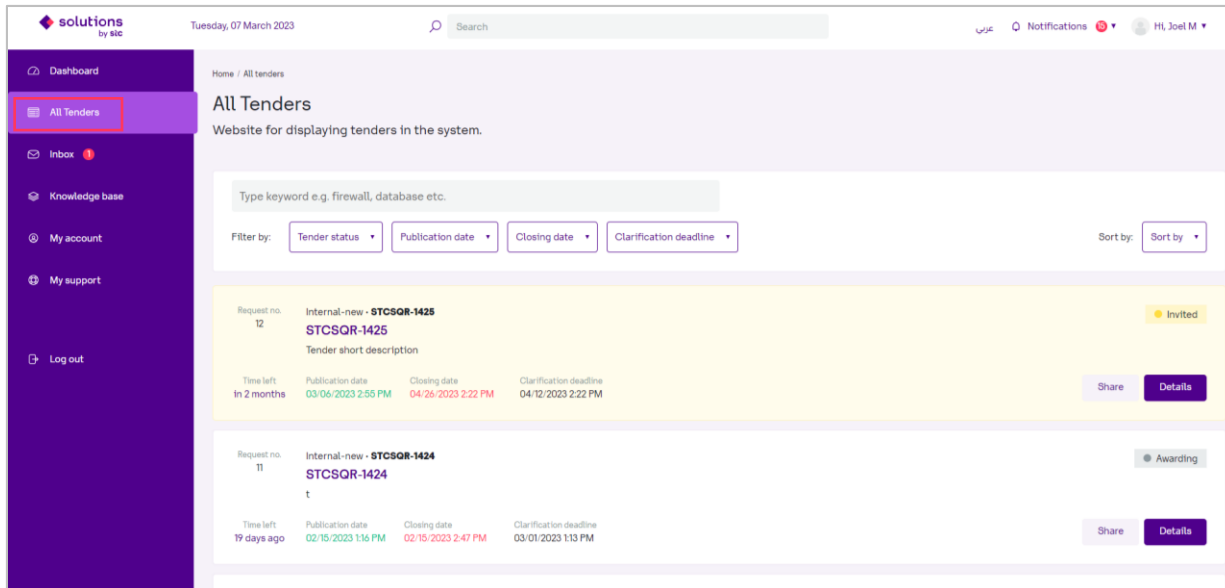 solutions
by stc
Tuesday, 07 March 2023
Search
عربي
Notifications
Hi, Joel M
Dashboard
All Tenders
Inbox 1
Knowledge base
My account
My support
Log out
Home / All tenders
All Tenders
Website for displaying tenders in the system.
Type keyword e.g. firewall, database etc.
Filter by: Tender status Publication date Closing date Clarification deadline Sort by: Sort by
Request no.
12
Internal-new - STCSQR-1425
STCSQR-1425
Tender short description
Invited
Time left Publication date Closing date Clarification deadline
in 2 months 03/06/2023 2:55 PM 04/26/2023 2:22 PM 04/12/2023 2:22 PM
Share Details
Request no.
11
Internal-new - STCSQR-1424
STCSQR-1424
t
Awarding
Time left Publication date Closing date Clarification deadline
19 days ago 02/15/2023 1:16 PM 02/15/2023 2:47 PM 03/01/2023 1:13 PM
Share Details